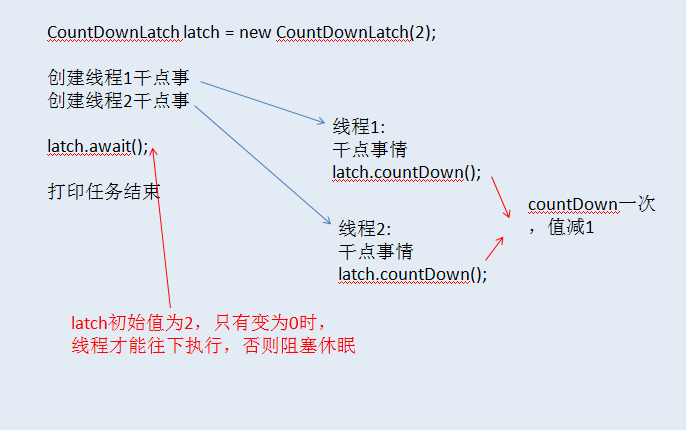 CountDownLatch latch = new CountDownLatch(2);
创建线程1干点事
创建线程2干点事
latch.await();
打印任务结束
线程1:
干点事情
latch.countDown();
线程2:
干点事情
latch.countDown();
countDown一次
，值减1
latch初始值为2，只有变为0时，
线程才能往下执行，否则阻塞休眠